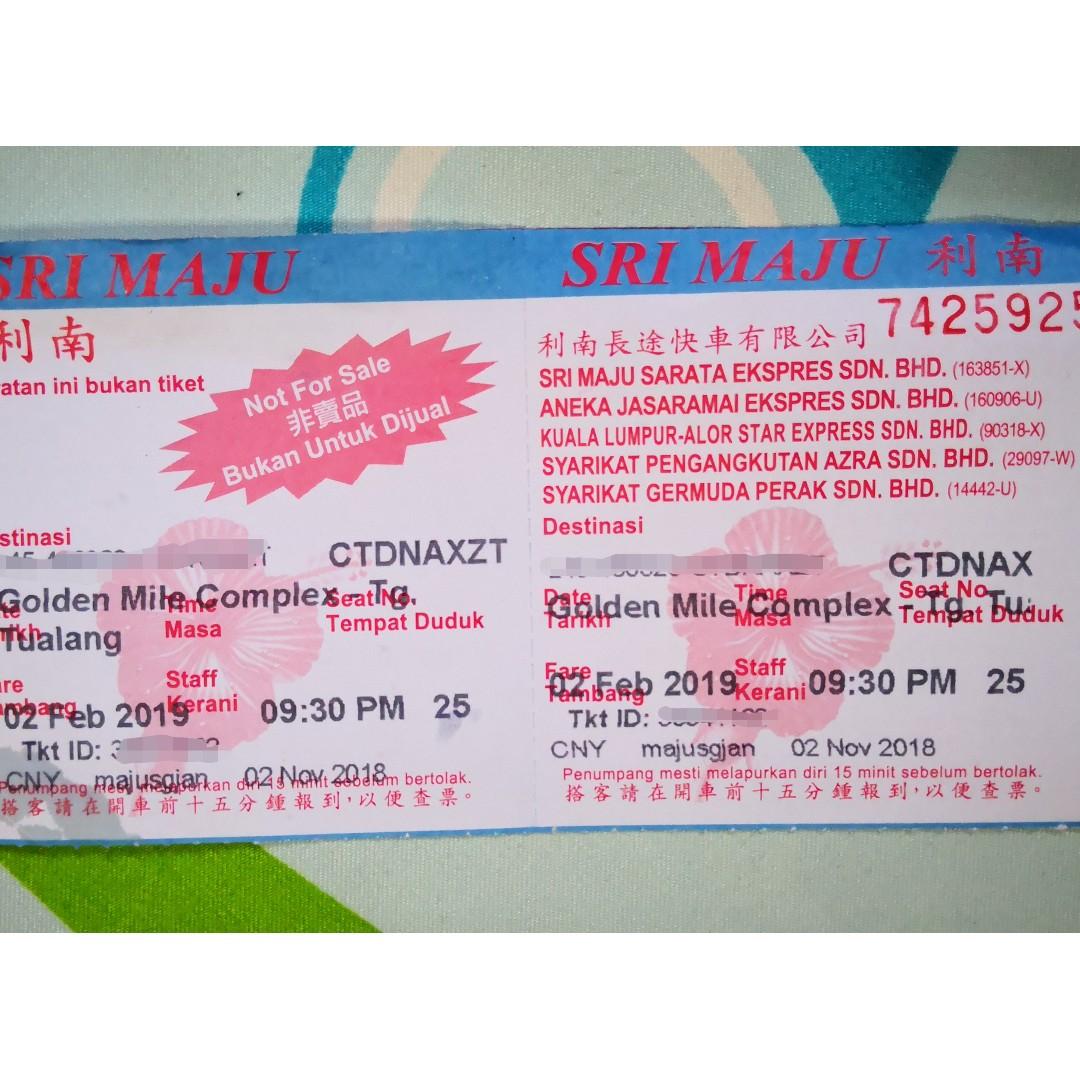 SRI MAJU
利南
ratan ini bukan tiket
Not For Sale
非賣品
Bukan Untuk Dijual
stinasi
CTDNAXZT
Golden Mile Complex - Tg.
Tualang
Time
Masa
Seat No.
Tempat Duduk
Staff
Kerani
02 Feb 2019 09:30 PM 25
Tkt ID:
CNY majusgjan 02 Nov 2018
Penumpang mesti melapurkan diri 15 minit sebelum bertolak.
搭客請在開車前十五分鍾報到，以便查票。
SRI MAJU 利南
7425925
利南長途快車有限公司
SRI MAJU SARATA EKSPRES SDN. BHD. (163851-X)
ANEKA JASARAMAI EKSPRES SDN. BHD. (160906-U)
KUALA LUMPUR-ALOR STAR EXPRESS SDN. BHD. (90318-X)
SYARIKAT PENGANGKUTAN AZRA SDN. BHD. (29097-W)
SYARIKAT GERMUDA PERAK SDN. BHD. (14442-U)
Destinasi
CTDNAX
Golden Mile Complex - Tg. Tu
Date
Tarikh
Time
Masa
Seat No.
Tempat Duduk
Fare
Tambang
Staff
Kerani
02 Feb 2019 09:30 PM 25
Tkt ID:
CNY majusgjan 02 Nov 2018
Penumpang mesti melapurkan diri 15 minit sebelum bertolak.
搭客請在開車前十五分鍾報到，以便查票。